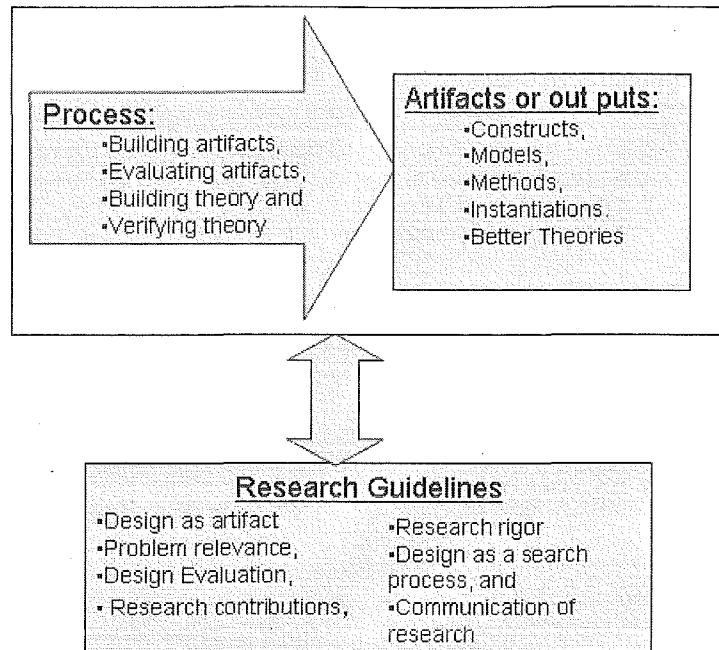 Process:
▪Building artifacts,
▪Evaluating artifacts,
▪Building theory and
▪Verifying theory
Artifacts or out puts:
▪Constructs,
▪Models,
▪Methods,
▪Instantiations.
▪Better Theories
Research Guidelines
▪Design as artifact
▪Problem relevance,
▪Design Evaluation,
▪ Research contributions,
▪Research rigor
▪Design as a search
process, and
▪Communication of
research